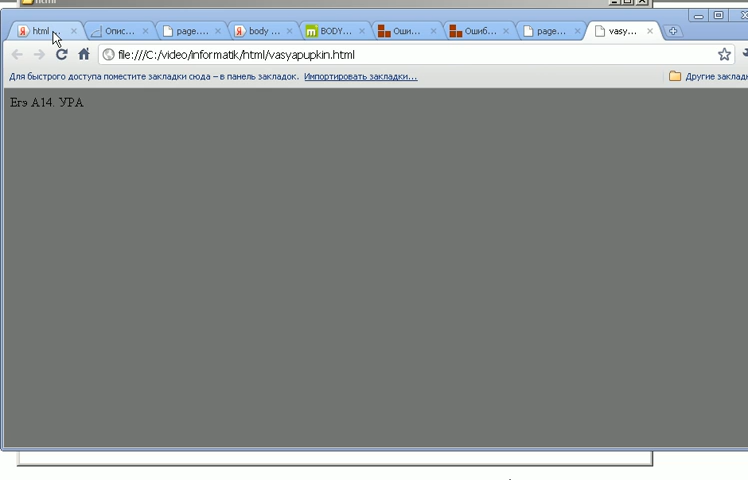 html
html
Опис...
page....
body ...
BODY...
Оши...
Ошиб...
page...
vasy...
file:///C:/video/informatik/html/vasyapupkin.html
Для быстрого доступа поместите закладки сюда – в панель закладок. Импортировать закладки...
Другие заклад
Егэ А14. УРА